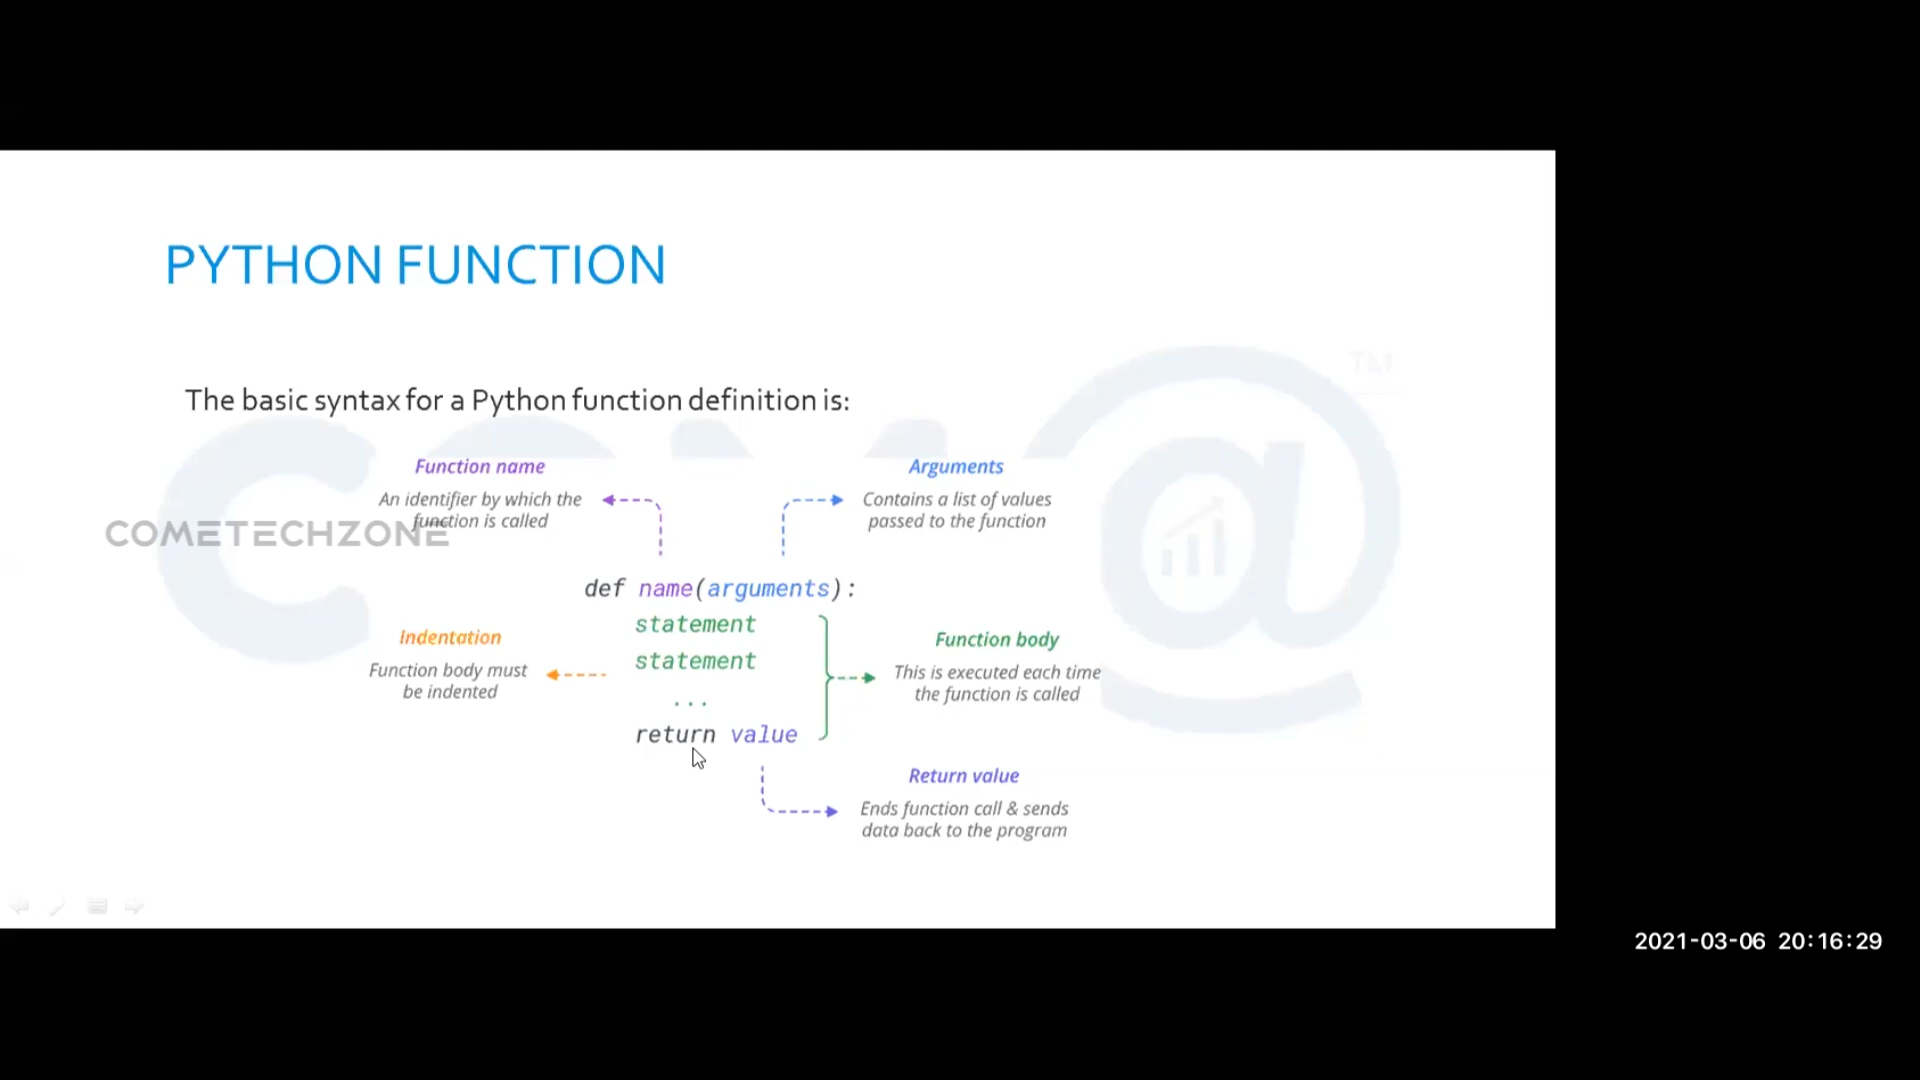 PYTHON FUNCTION
TM
The basic syntax for a Python function definition is:
Function name
An identifier by which the
function is called
Arguments
Contains a list of values
passed to the function
COMETECHZONE
def name(arguments):
statement
statement
...
return value
Indentation
Function body must
be indented
Function body
This is executed each time
the function is called
Return value
Ends function call & sends
data back to the program
2021-03-06 20:16:29